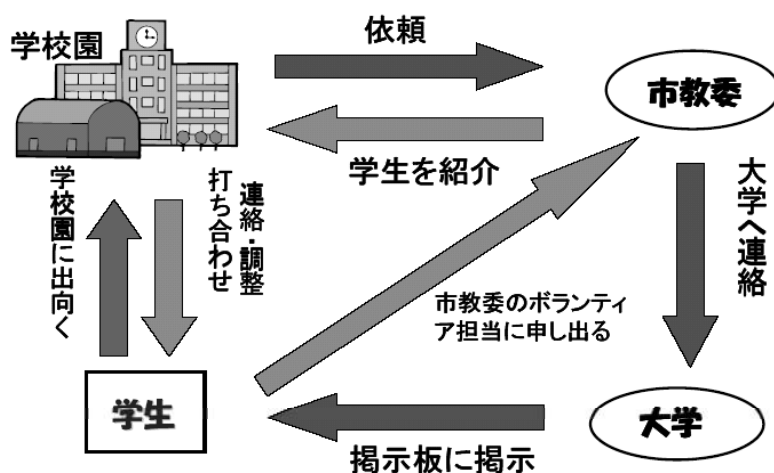 学校園
依頼
市教委
学生を紹介
大学へ連絡
学校園に出向く
連絡・調整
打ち合わせ
市教委のボランティ
ア担当に申し出る
学生
大学
掲示板に掲示